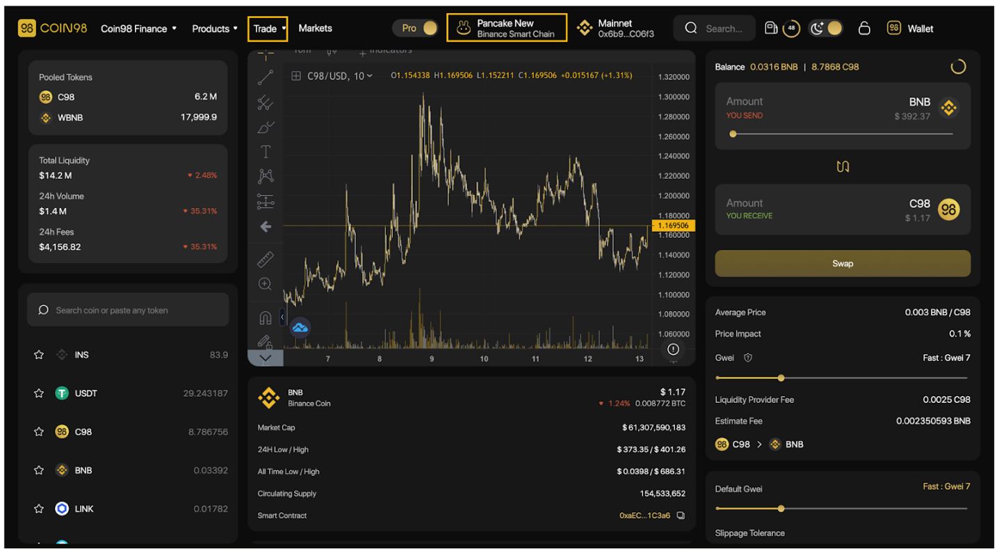 COIN98 Coin98 Finance Products Trade Markets Pro Pancake New Mainnet Search... 48 Wallet
Binance Smart Chain 0x6b9...C06f3
Pooled Tokens
C98 6.2 M
WBNB 17,999.9
Total Liquidity
$14.2 M 2.48%
24h Volume
$1.4 M 35.31%
24h Fees
$4,156.82 35.31%
Search coin or paste any token
INS 83.9
USDT 29.243187
C98 8.786756
BNB 0.03392
LINK 0.01782
Indicators
C98/USD, 10 O1.154338 H1.169506 L1.152211 C1.169506 +0.015167 (+1.31%)
1.320000
1.300000
1.280000
1.260000
1.240000
1.220000
1.200000
1.180000
1.169506
1.160000
1.140000
1.120000
1.100000
1.080000
1.060000
7 8 9 10 11 12 13
BNB $ 1.17
Binance Coin 1.24% 0.008772 BTC
Market Cap $ 61,307,590,183
24H Low / High $ 373.35 / $ 401.26
All Time Low / High $ 0.0398 / $ 686.31
Circulating Supply 154,533,652
Smart Contract 0xaEC...1C3a6
Balance 0.0316 BNB | 8.7868 C98
Amount BNB
YOU SEND $ 392.37
Amount C98
YOU RECEIVE $ 1.17
Swap
Average Price 0.003 BNB / C98
Price Impact 0.1 %
Gwei Fast : Gwei 7
Liquidity Provider Fee 0.0025 C98
Estimate Fee 0.002350593 BNB
C98 > BNB
Default Gwei Fast : Gwei 7
Slippage Tolerance